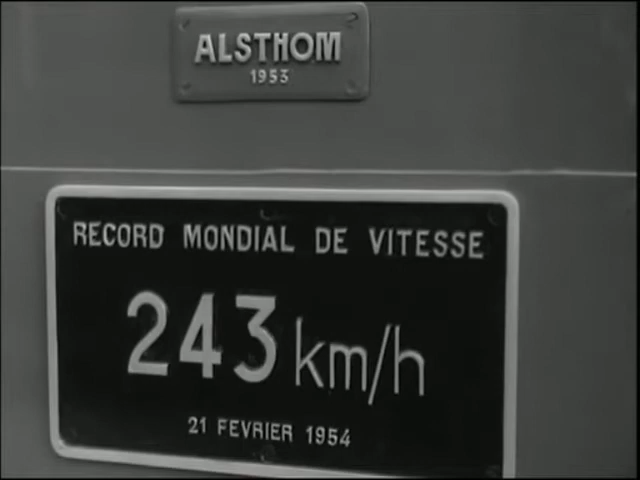 ALSTHOM
1953
RECORD MONDIAL DE VITESSE
243 km/h
21 FEVRIER 1954